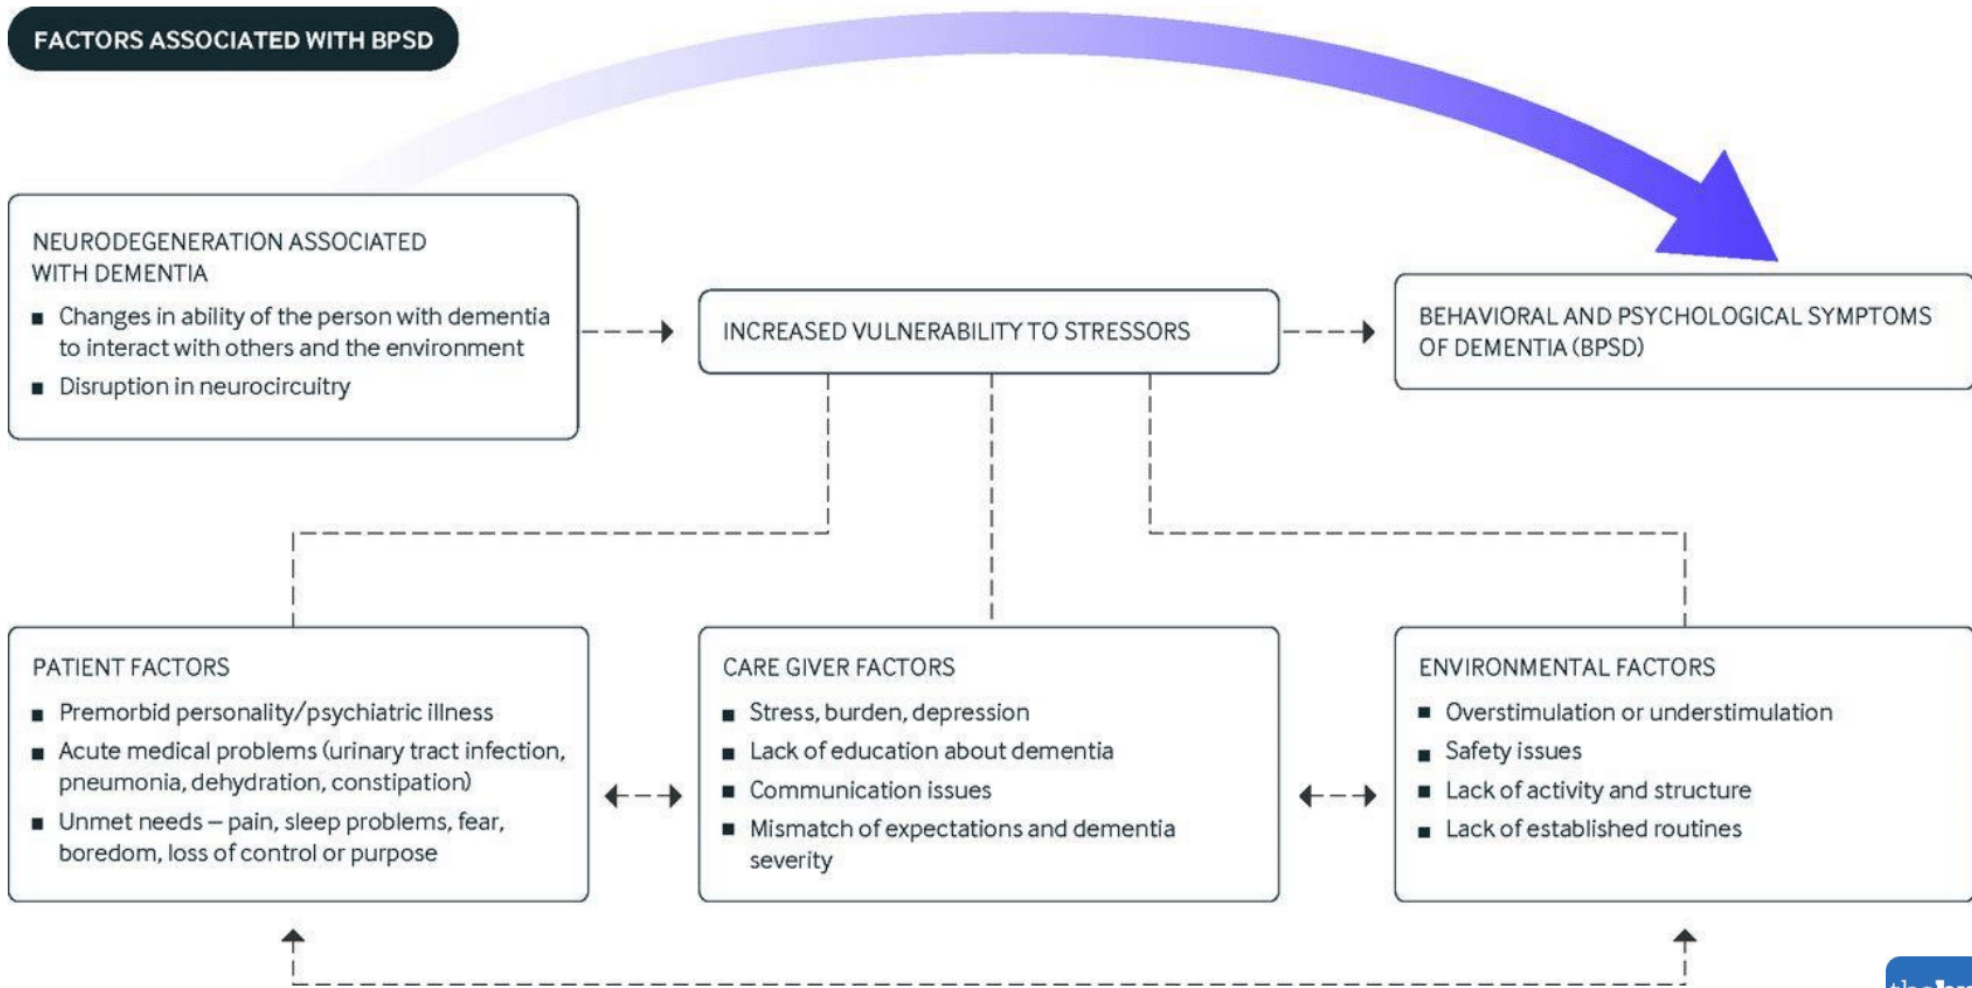 FACTORS ASSOCIATED WITH BPSD
NEURODEGENERATION ASSOCIATED
WITH DEMENTIA
■ Changes in ability of the person with dementia
to interact with others and the environment
■ Disruption in neurocircuitry
INCREASED VULNERABILITY TO STRESSORS
BEHAVIORAL AND PSYCHOLOGICAL SYMPTOMS
OF DEMENTIA (BPSD)
PATIENT FACTORS
■ Premorbid personality/psychiatric illness
■ Acute medical problems (urinary tract infection,
pneumonia, dehydration, constipation)
■ Unmet needs – pain, sleep problems, fear,
boredom, loss of control or purpose
CARE GIVER FACTORS
■ Stress, burden, depression
■ Lack of education about dementia
■ Communication issues
■ Mismatch of expectations and dementia
severity
ENVIRONMENTAL FACTORS
■ Overstimulation or understimulation
■ Safety issues
■ Lack of activity and structure
■ Lack of established routines